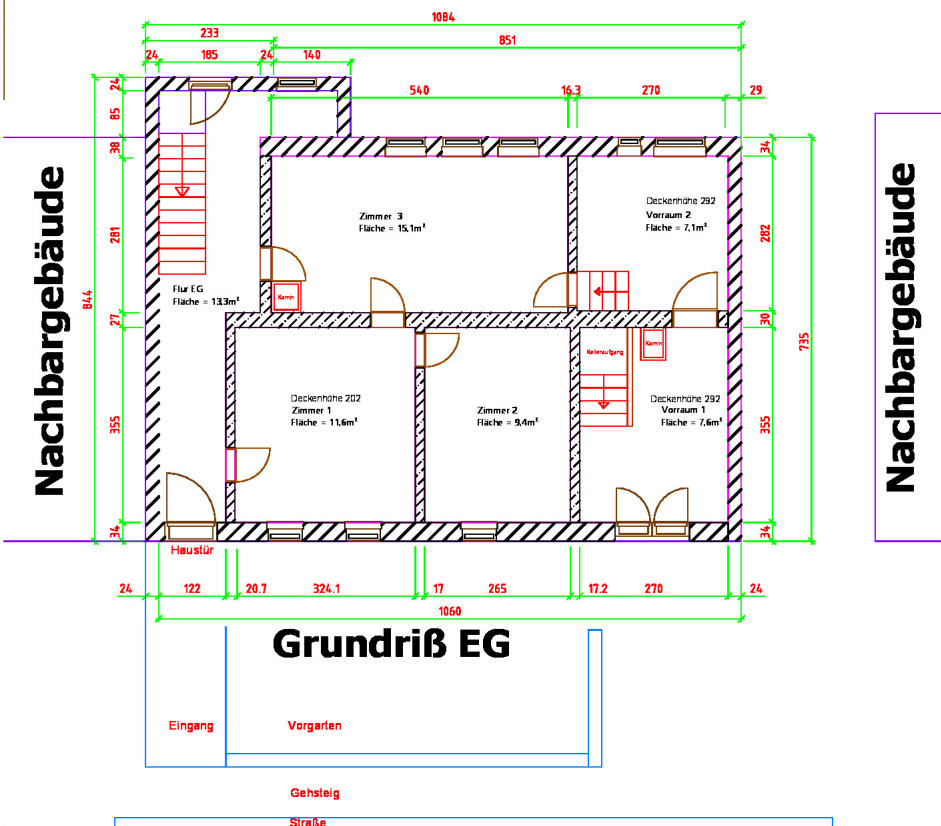 1084
233
851
24
185
24
140
540
16.3
270
29
24
85
38
281
27
355
34
844
34
282
30
355
34
735
Nachbargebäude
Nachbargebäude
Zimmer 3
Fläche = 15,1m²
Deckenhöhe 292
Vorraum 2
Fläche = 7,1m²
Flur EG
Fläche = 13,3m²
Kamin
Kelleraufgang
Kamin
Deckenhöhe 202
Zimmer 1
Fläche = 11,6m²
Zimmer 2
Fläche = 9,4m²
Deckenhöhe 292
Vorraum 1
Fläche = 7,6m²
Haustür
24
122
20.7
324.1
17
265
17.2
270
24
1060
Grundriß EG
Eingang
Vorgarten
Gehsteig
Straße